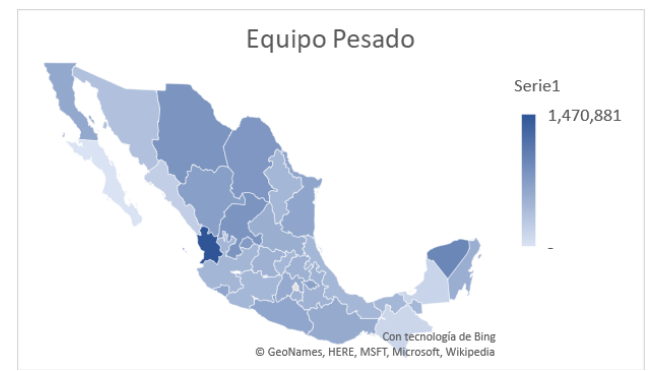 Equipo Pesado
Serie1
1,470,881
-
Con tecnología de Bing
© GeoNames, HERE, MSFT, Microsoft, Wikipedia